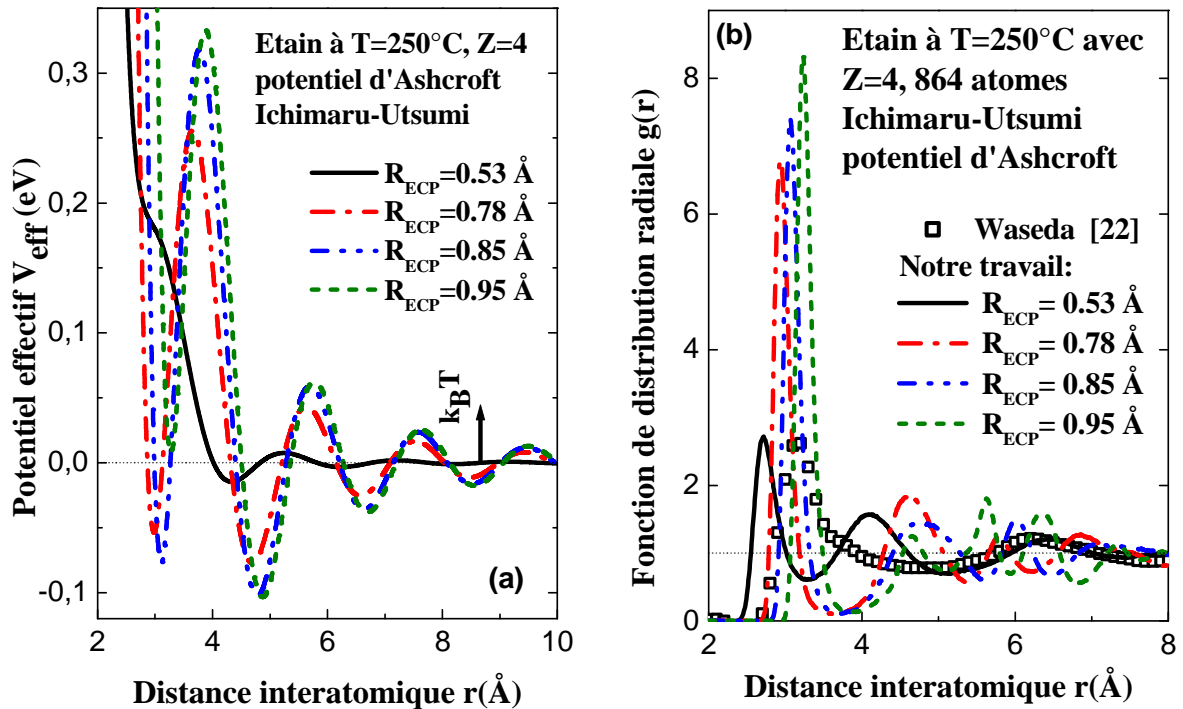 Etain à T=250°C, Z=4
potentiel d'Ashcroft
Ichimaru-Utsumi
R_ECP=0.53 Å
R_ECP=0.78 Å
R_ECP=0.85 Å
R_ECP=0.95 Å
k_BT
(a)
0,3
0,2
0,1
0,0
-0,1
2
4
6
8
10
Potentiel effectif V_eff (eV)
Distance interatomique r(Å)
(b)
Etain à T=250°C avec
Z=4, 864 atomes
Ichimaru-Utsumi
potentiel d'Ashcroft
Waseda [22]
Notre travail:
R_ECP= 0.53 Å
R_ECP= 0.78 Å
R_ECP= 0.85 Å
R_ECP= 0.95 Å
8
6
4
2
0
2
4
6
8
Fonction de distribution radiale g(r)
Distance interatomique r(Å)